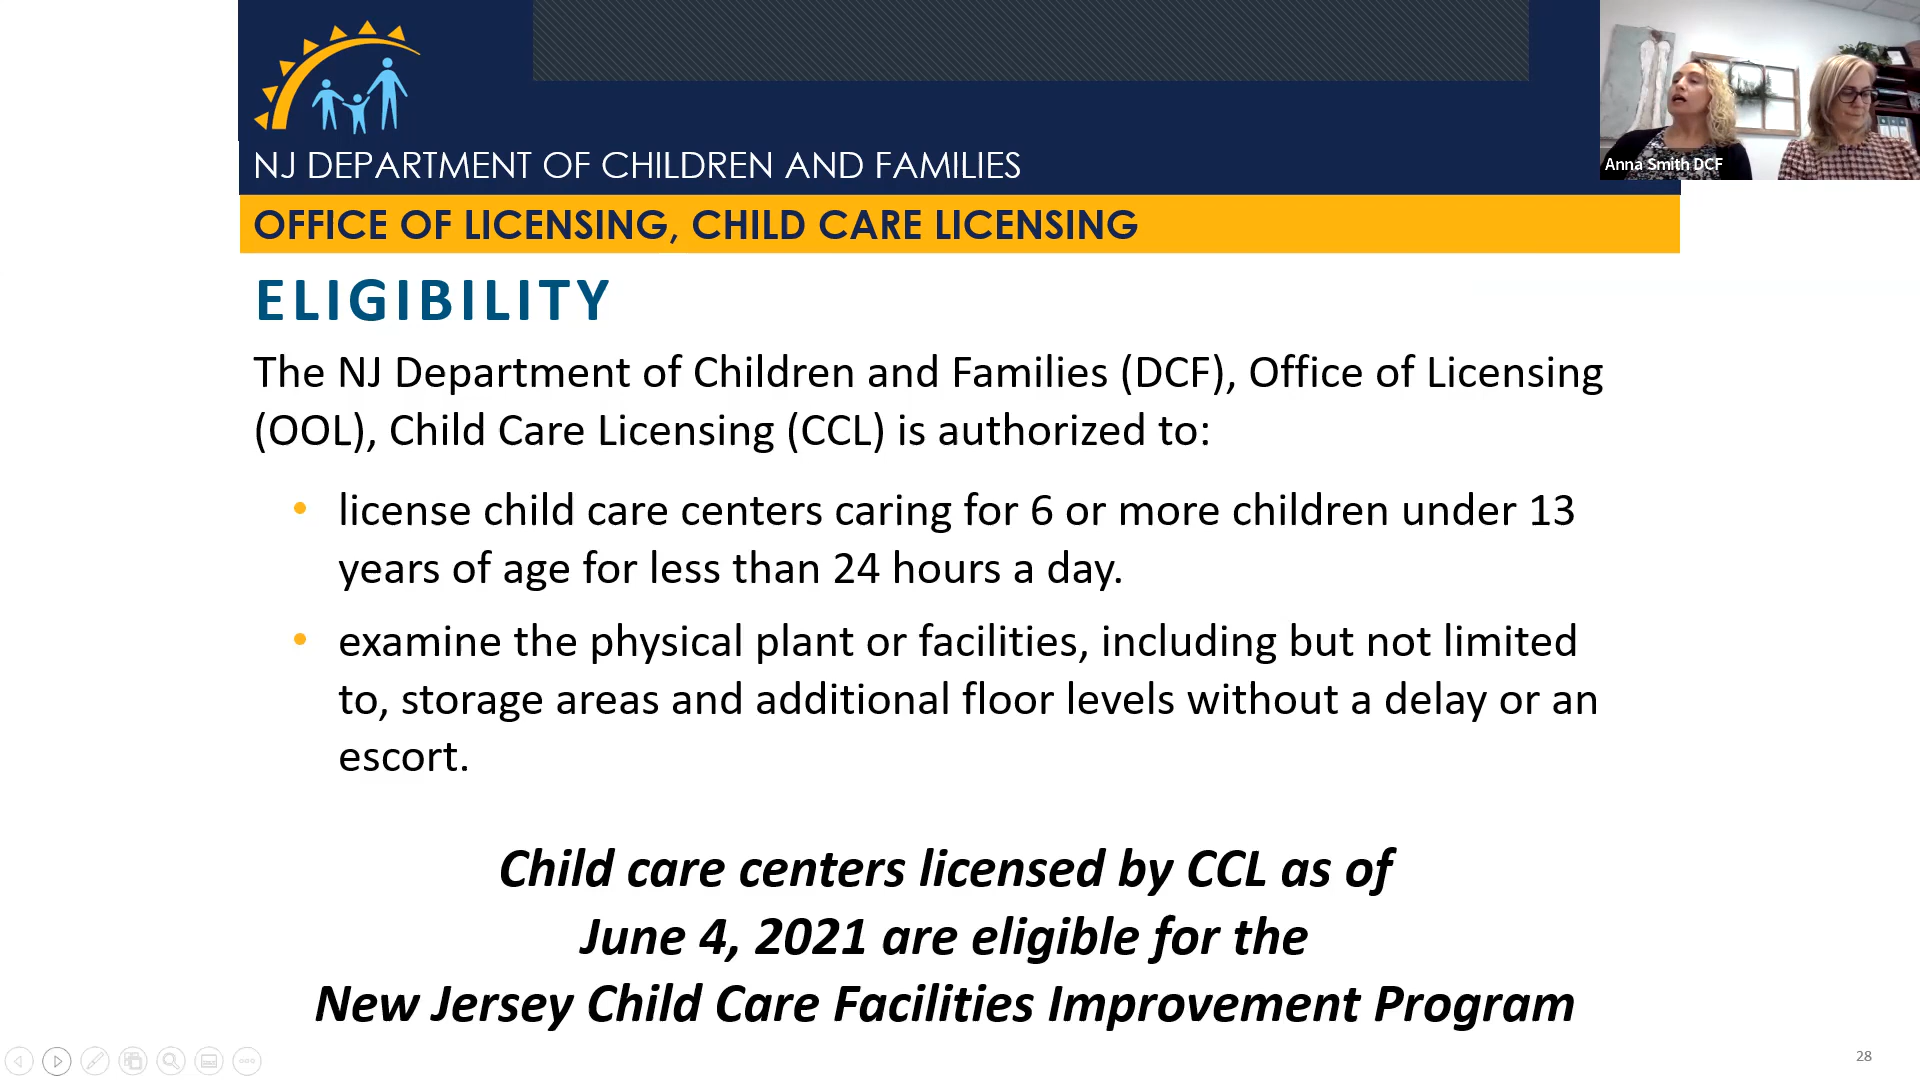 NJ DEPARTMENT OF CHILDREN AND FAMILIES
Anna Smith DCF
OFFICE OF LICENSING, CHILD CARE LICENSING
ELIGIBILITY
The NJ Department of Children and Families (DCF), Office of Licensing
(OOL), Child Care Licensing (CCL) is authorized to:
• license child care centers caring for 6 or more children under 13
years of age for less than 24 hours a day.
• examine the physical plant or facilities, including but not limited
to, storage areas and additional floor levels without a delay or an
escort.
Child care centers licensed by CCL as of
June 4, 2021 are eligible for the
New Jersey Child Care Facilities Improvement Program
28